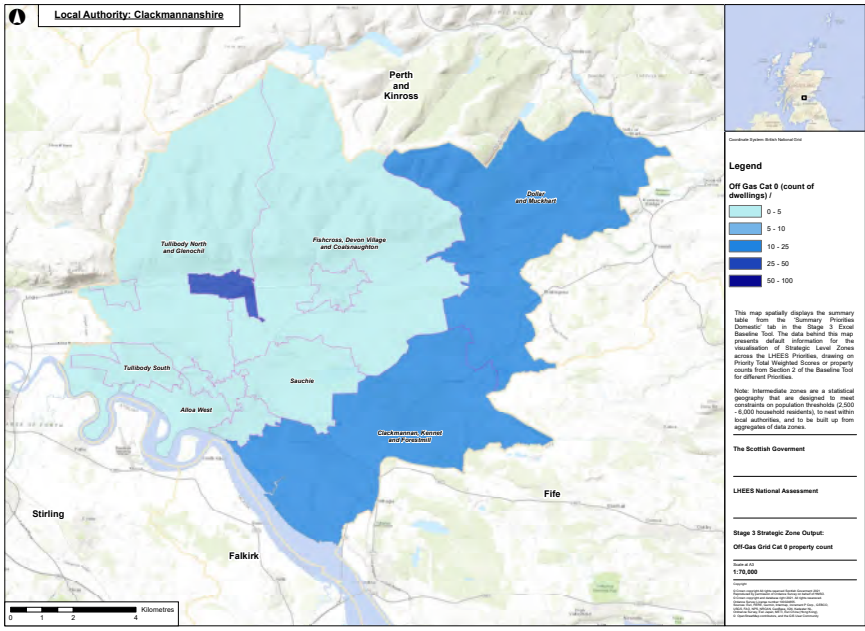 Local Authority: Clackmannanshire
Perth
and
Kinross
Dollar
and Muckhart
Tullibody North
and Glenochil
Fishcross, Devon Village
and Coalsnaughton
Tullibody South
Sauchie
Alloa West
Clackmannan, Kennet
and Forestmill
Stirling
Falkirk
Fife
0 1 2 4 Kilometres
Coordinate System: British National Grid
Legend
Off Gas Cat 0 (count of
dwellings) /
0 - 5
5 - 10
10 - 25
25 - 50
50 - 100
This map spatially displays the summary
table from the 'Summary Priorities
Domestic' tab in the Stage 3 Excel
Baseline Tool. The data behind this map
presents default information for the
visualisation of Strategic Level Zones
across the LHEES Priorities, drawing on
Priority Total Weighted Scores or property
counts from Section 2 of the Baseline Tool
for different Priorities.
Note: Intermediate zones are a statistical
geography that are designed to meet
constraints on population thresholds (2,500
- 6,000 household residents), to nest within
local authorities, and to be built up from
aggregates of data zones.
The Scottish Goverment
LHEES National Assessment
Stage 3 Strategic Zone Output:
Off-Gas Grid Cat 0 property count
Scale at A3
1:70,000
Copyright